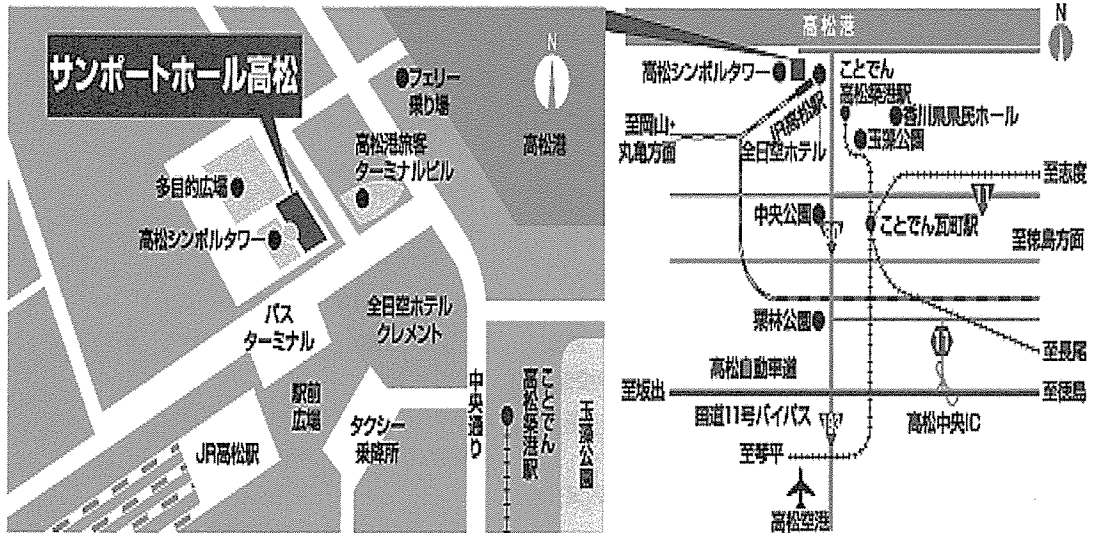 サンポートホール高松
N
フェリー
乗り場
高松港旅客
ターミナルビル
高松港
多目的広場
高松シンボルタワー
バス
ターミナル
全日空ホテル
クレメント
駅前
広場
タクシー
乗降所
JR高松駅
中央通り
ことでん
高松築港駅
玉藻公園
高松港
N
高松シンボルタワー
ことでん
高松築港駅
JR高松駅
香川県県民ホール
玉藻公園
至岡山・
丸亀方面
全日空ホテル
至志度
11
中央公園
ことでん瓦町駅
至徳島方面
栗林公園
至長尾
高松自動車道
至坂出
至徳島
国道11号バイパス
高松中央IC
至琴平
高松空港